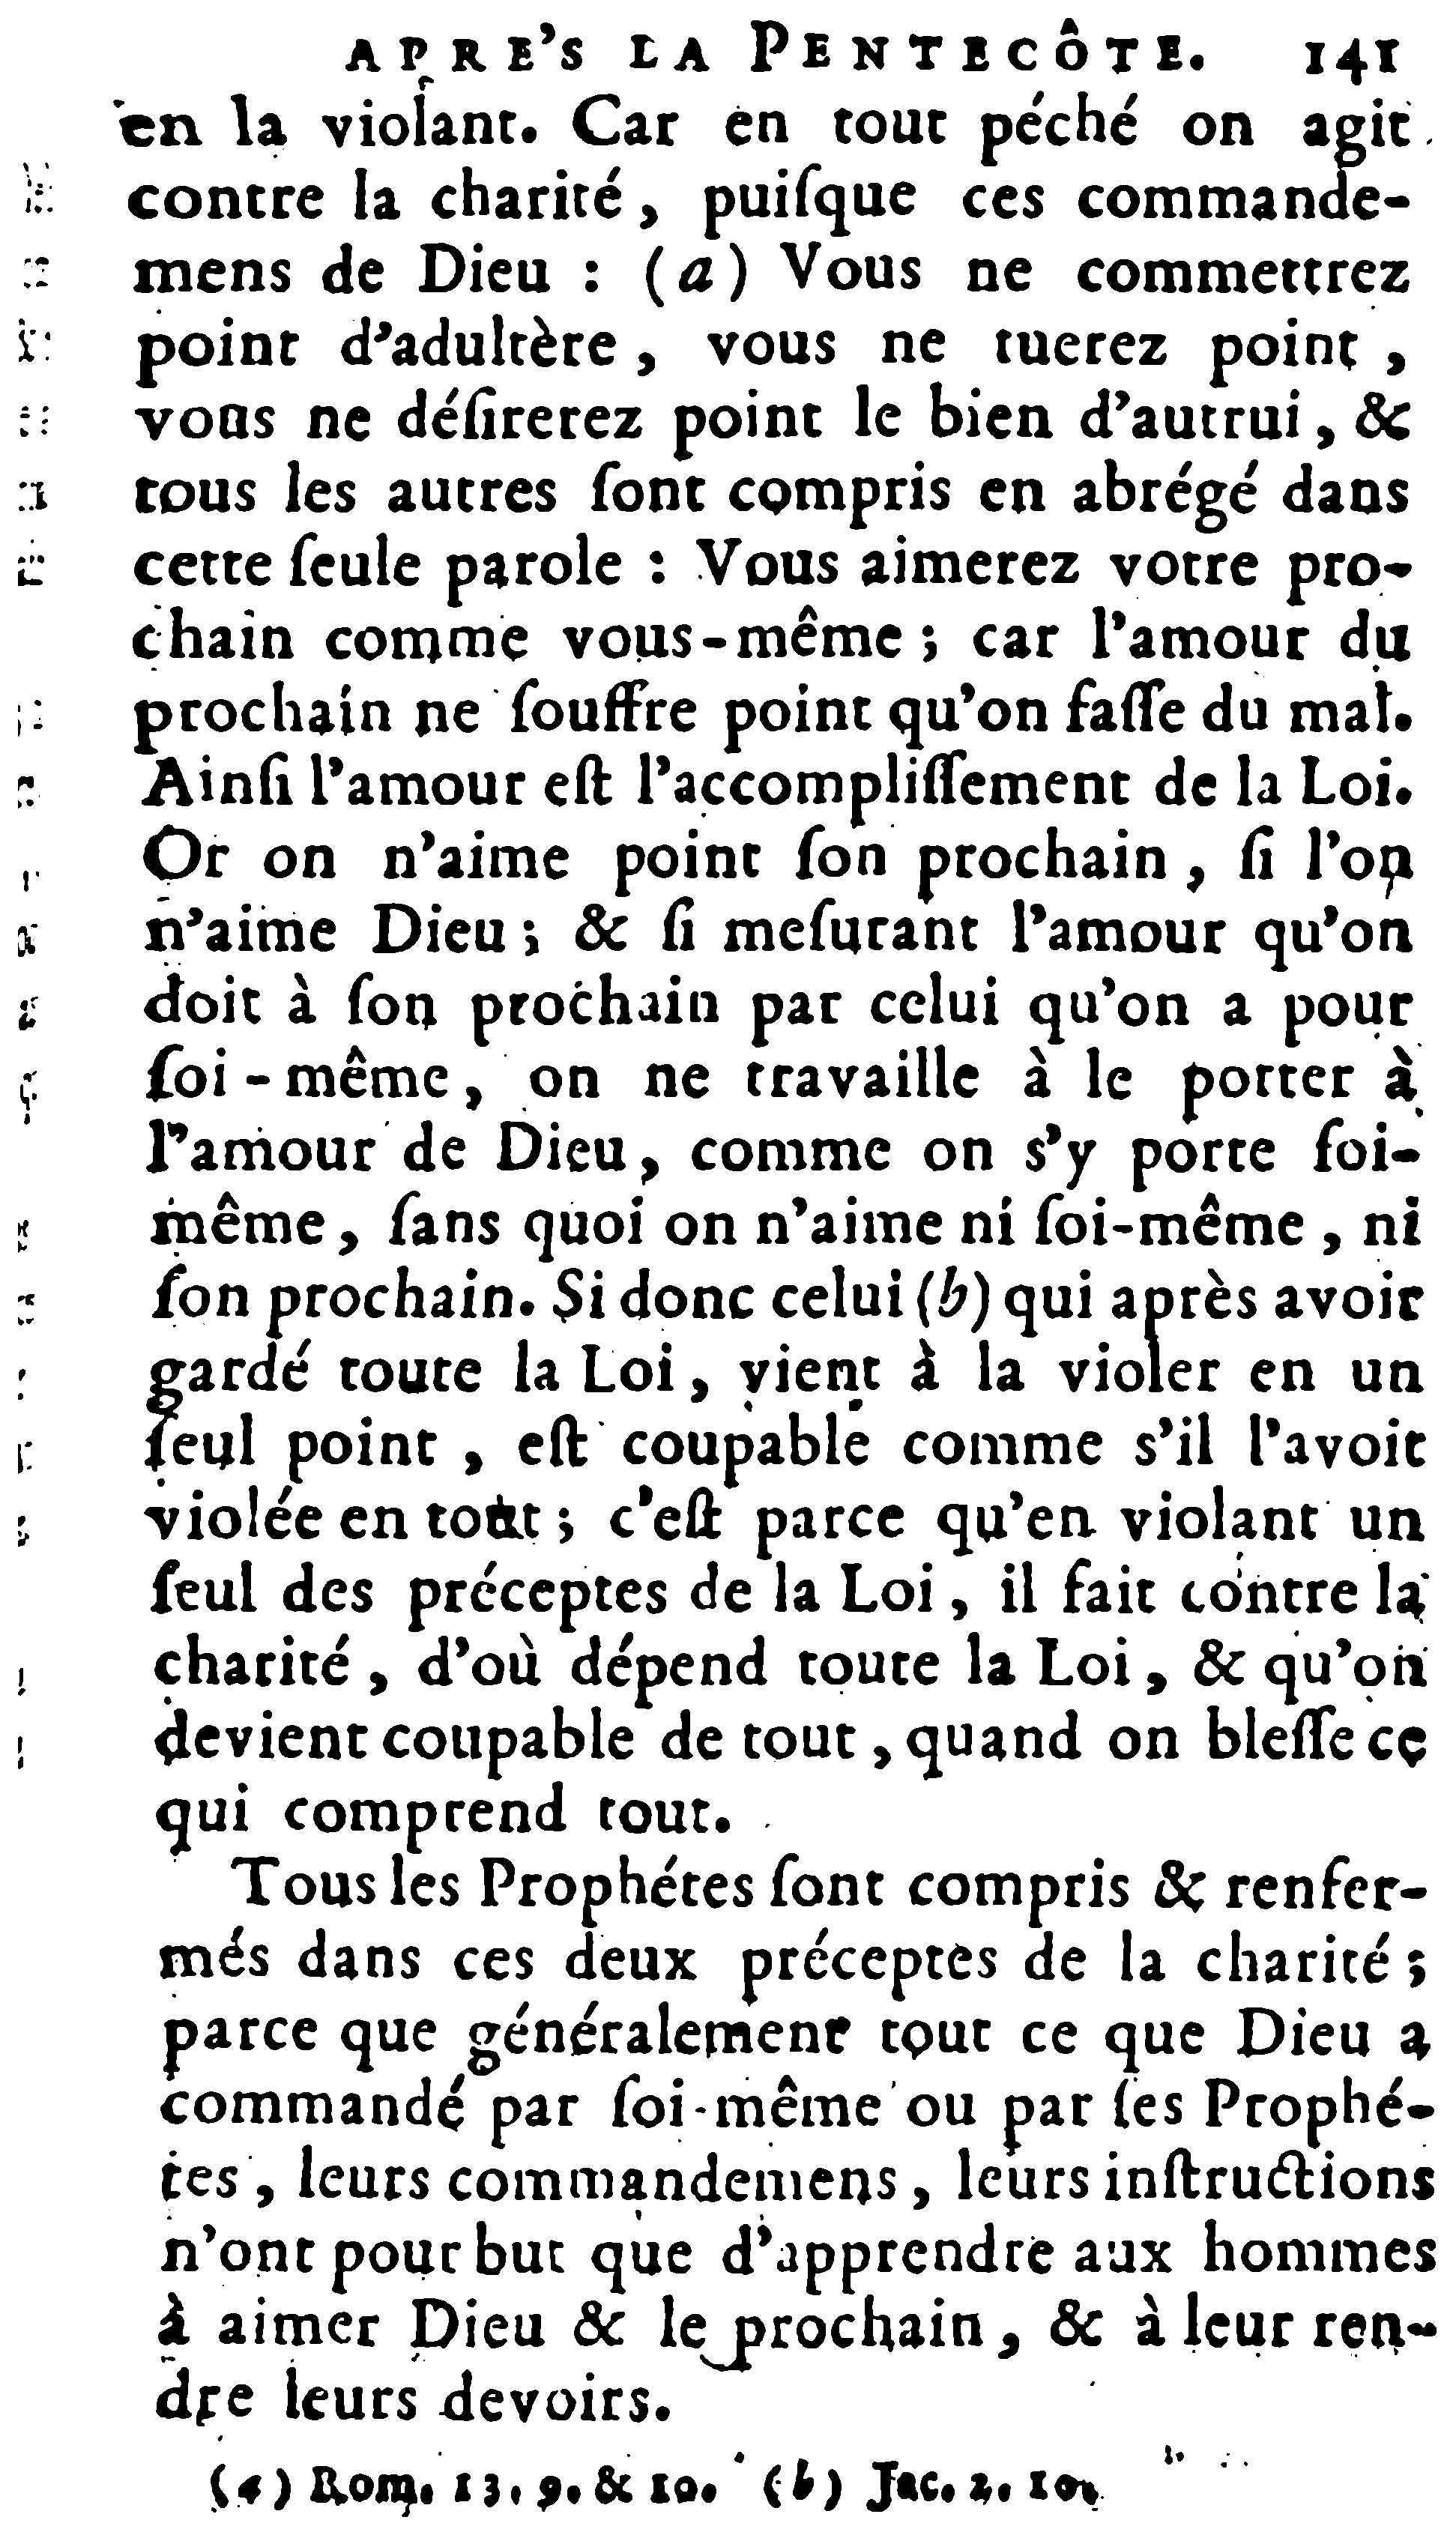 APRE'S LA PENTECÔTE. 141
en la violant. Car en tout péché on agit
contre la charité, puiſque ces commande-
mens de Dieu : (a) Vous ne commettrez
point d'adultère, vous ne tuerez point,
vous ne déſirerez point le bien d'autrui, &
tous les autres ſont compris en abrégé dans
cette ſeule parole : Vous aimerez votre pro-
chain comme vous-même ; car l'amour du
prochain ne ſouffre point qu'on faſſe du mal.
Ainſi l'amour eſt l'accompliſſement de la Loi.
Or on n'aime point ſon prochain, ſi l'on
n'aime Dieu ; & ſi meſurant l'amour qu'on
doit à ſon prochain par celui qu'on a pour
ſoi-même, on ne travaille à le porter à
l'amour de Dieu, comme on s'y porte ſoi-
même, ſans quoi on n'aime ni ſoi-même, ni
ſon prochain. Si donc celui (b) qui après avoir
gardé toute la Loi, vient à la violer en un
ſeul point, eſt coupable comme s'il l'avoit
violée en tout ; c'eſt parce qu'en violant un
ſeul des préceptes de la Loi, il fait contre la
charité, d'où dépend toute la Loi, & qu'on
devient coupable de tout, quand on bleſſe ce
qui comprend tout.
Tous les Prophétes ſont compris & renfer-
més dans ces deux préceptes de la charité ;
parce que généralement tout ce que Dieu a
commandé par ſoi-même ou par ſes Prophé-
tes, leurs commandemens, leurs inſtructions
n'ont pour but que d'apprendre aux hommes
à aimer Dieu & le prochain, & à leur ren-
dre leurs devoirs.
(a) Rom. 13. 9. & 10. (b) Jac. 2. 10.